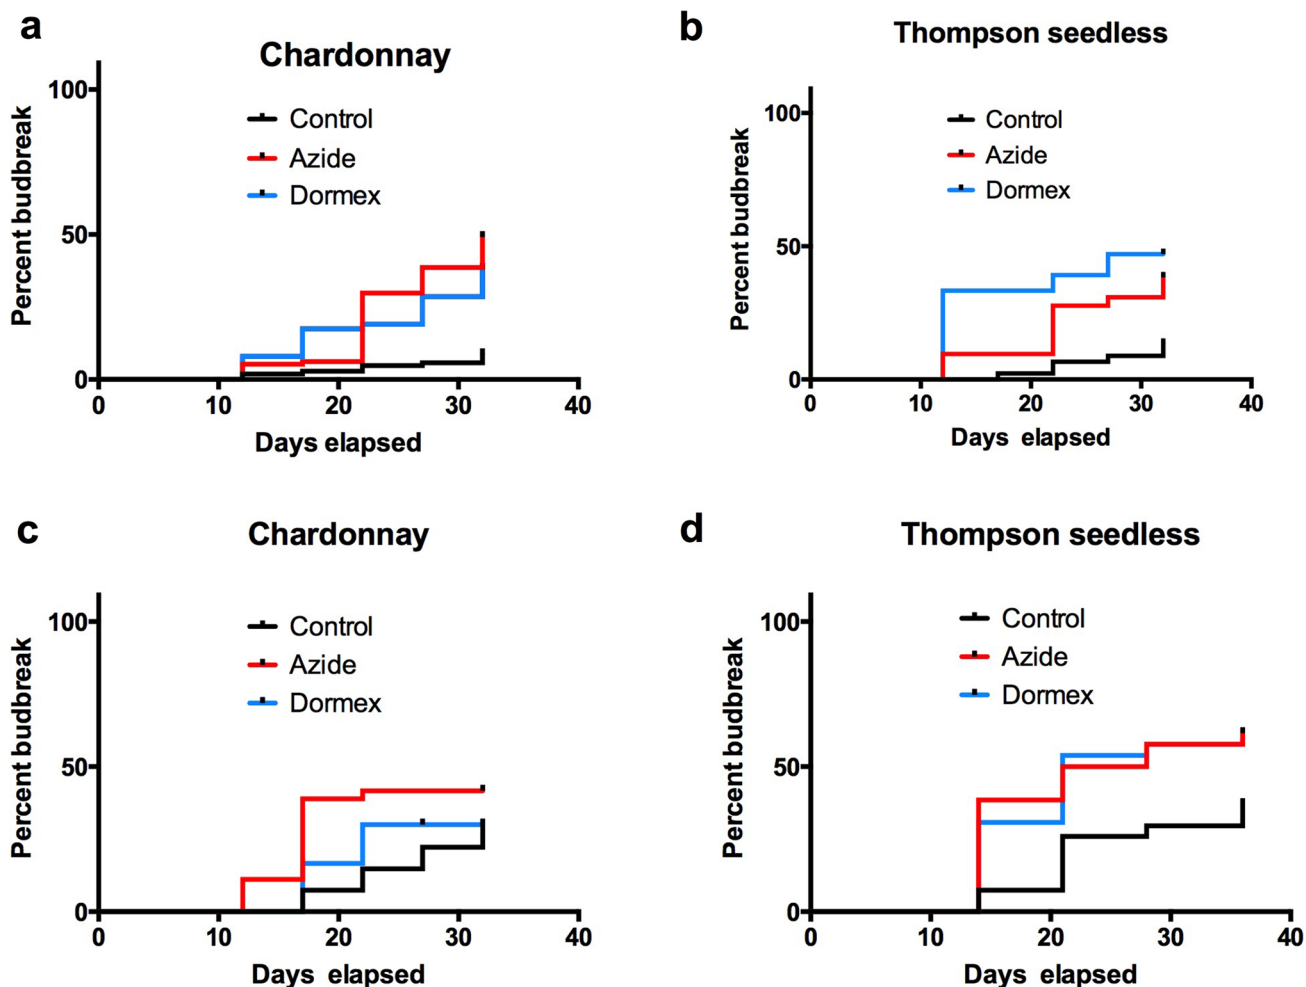 a
Chardonnay
Percent budbreak
100
50
0
Control
Azide
Dormex
0 10 20 30 40
Days elapsed
b
Thompson seedless
Percent budbreak
100
50
0
Control
Azide
Dormex
0 10 20 30 40
Days elapsed
c
Chardonnay
Percent budbreak
100
50
0
Control
Azide
Dormex
0 10 20 30 40
Days elapsed
d
Thompson seedless
Percent budbreak
100
50
0
Control
Azide
Dormex
0 10 20 30 40
Days elapsed